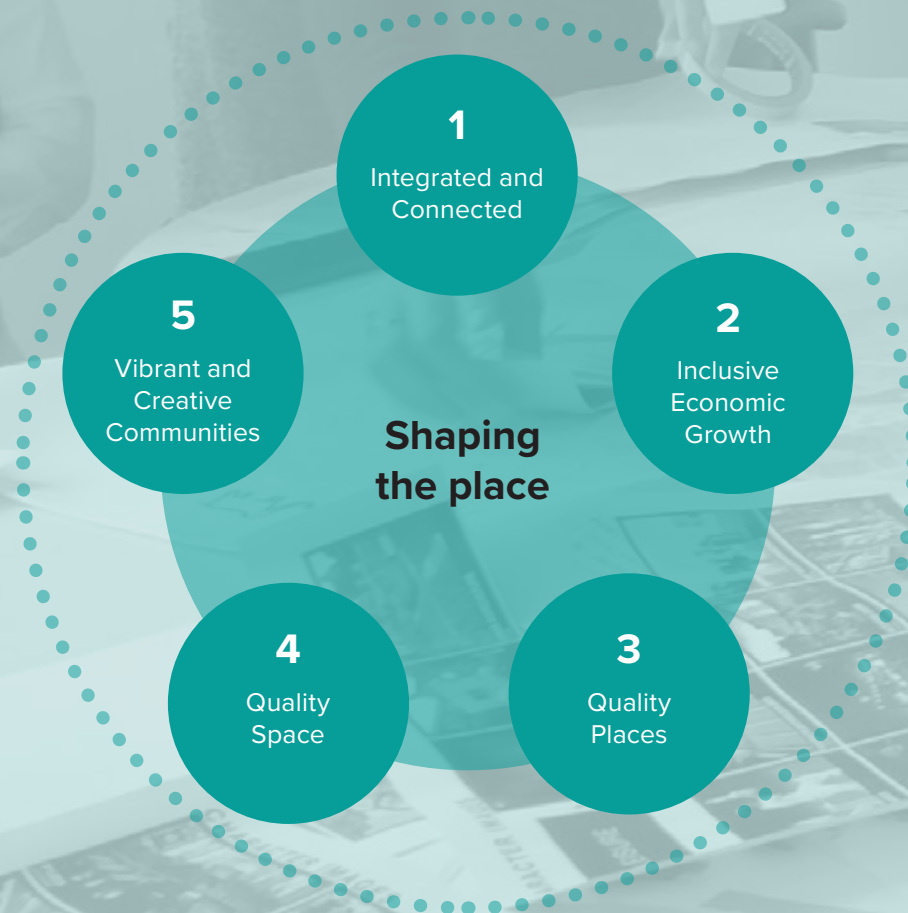 1
Integrated and
Connected
2
Inclusive
Economic
Growth
3
Quality
Places
4
Quality
Space
5
Vibrant and
Creative
Communities
Shaping
the place